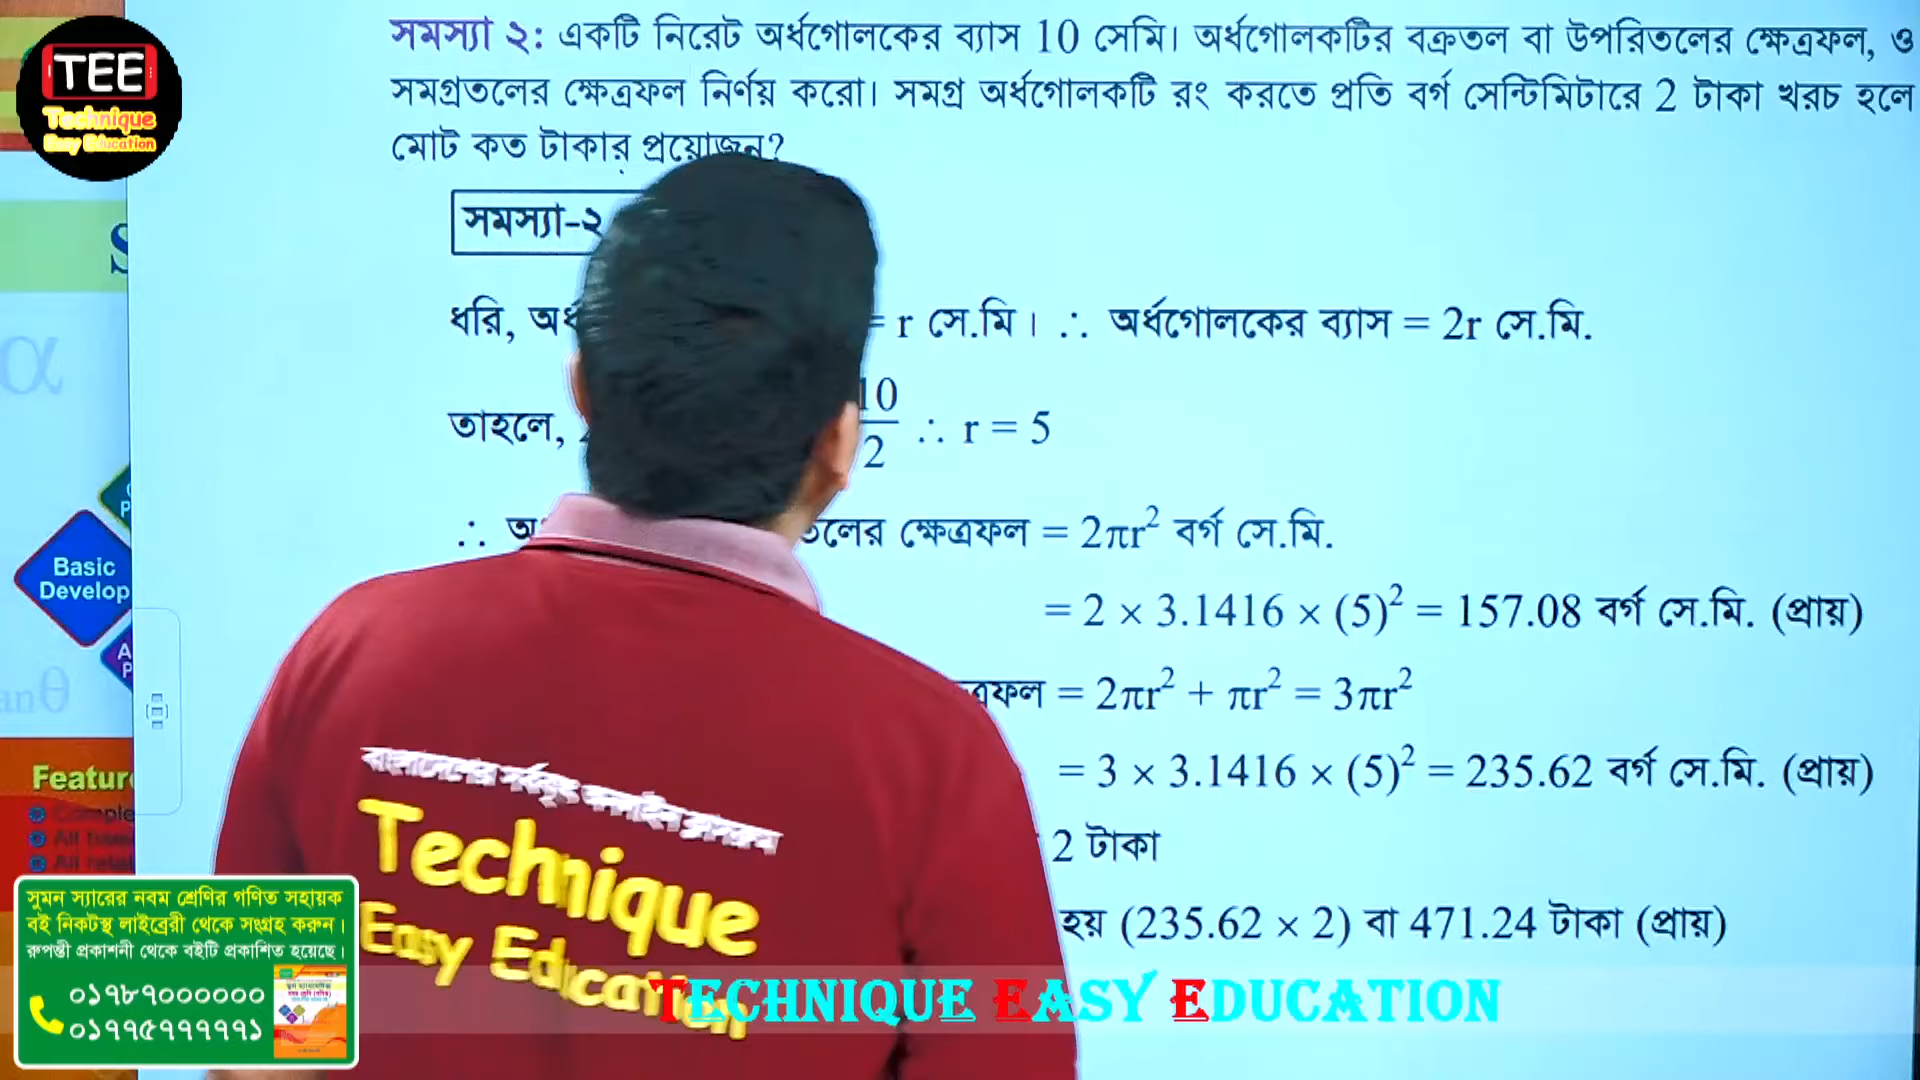 TEE
Technique
Easy Education
সমস্যা ২: একটি নিরেট অর্ধগোলকের ব্যাস 10 সেমি। অর্ধগোলকটির বক্রতল বা উপরিতলের ক্ষেত্রফল, ও
সমগ্রতলের ক্ষেত্রফল নির্ণয় করো। সমগ্র অর্ধগোলকটি রং করতে প্রতি বর্গ সেন্টিমিটারে 2 টাকা খরচ হলে
মোট কত টাকার প্রয়োজন?
সমস্যা-২
ধরি, = r সে.মি। ∴ অর্ধগোলকের ব্যাস = 2r সে.মি.
তাহলে, 10/2 ∴ r = 5
∴ ক্ষেত্রফল = 2πr² বর্গ সে.মি.
= 2 × 3.1416 × (5)² = 157.08 বর্গ সে.মি. (প্রায়)
= 2πr² + πr² = 3πr²
= 3 × 3.1416 × (5)² = 235.62 বর্গ সে.মি. (প্রায়)
2 টাকা
হয় (235.62 × 2) বা 471.24 টাকা (প্রায়)
α
Basic
Develop
anθ
Technique
Easy Education
সুমন স্যারের নবম শ্রেণির গণিত সহায়ক
বই নিকটস্থ লাইব্রেরী থেকে সংগ্রহ করুন।
রুপন্তী প্রকাশনী থেকে বইটি প্রকাশিত হয়েছে।
০১৭৮৭০০০০০০
০১৭৭৫৭৭৭৭৭১
TECHNIQUE EASY EDUCATION